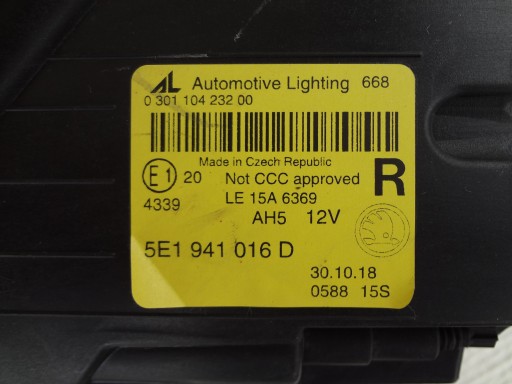 AL Automotive Lighting 668
0 301 104 232 00
Made in Czech Republic
E1 20 Not CCC approved R
4339 LE 15A 6369
AH5 12V
5E1 941 016 D
30.10.18
0588 15S